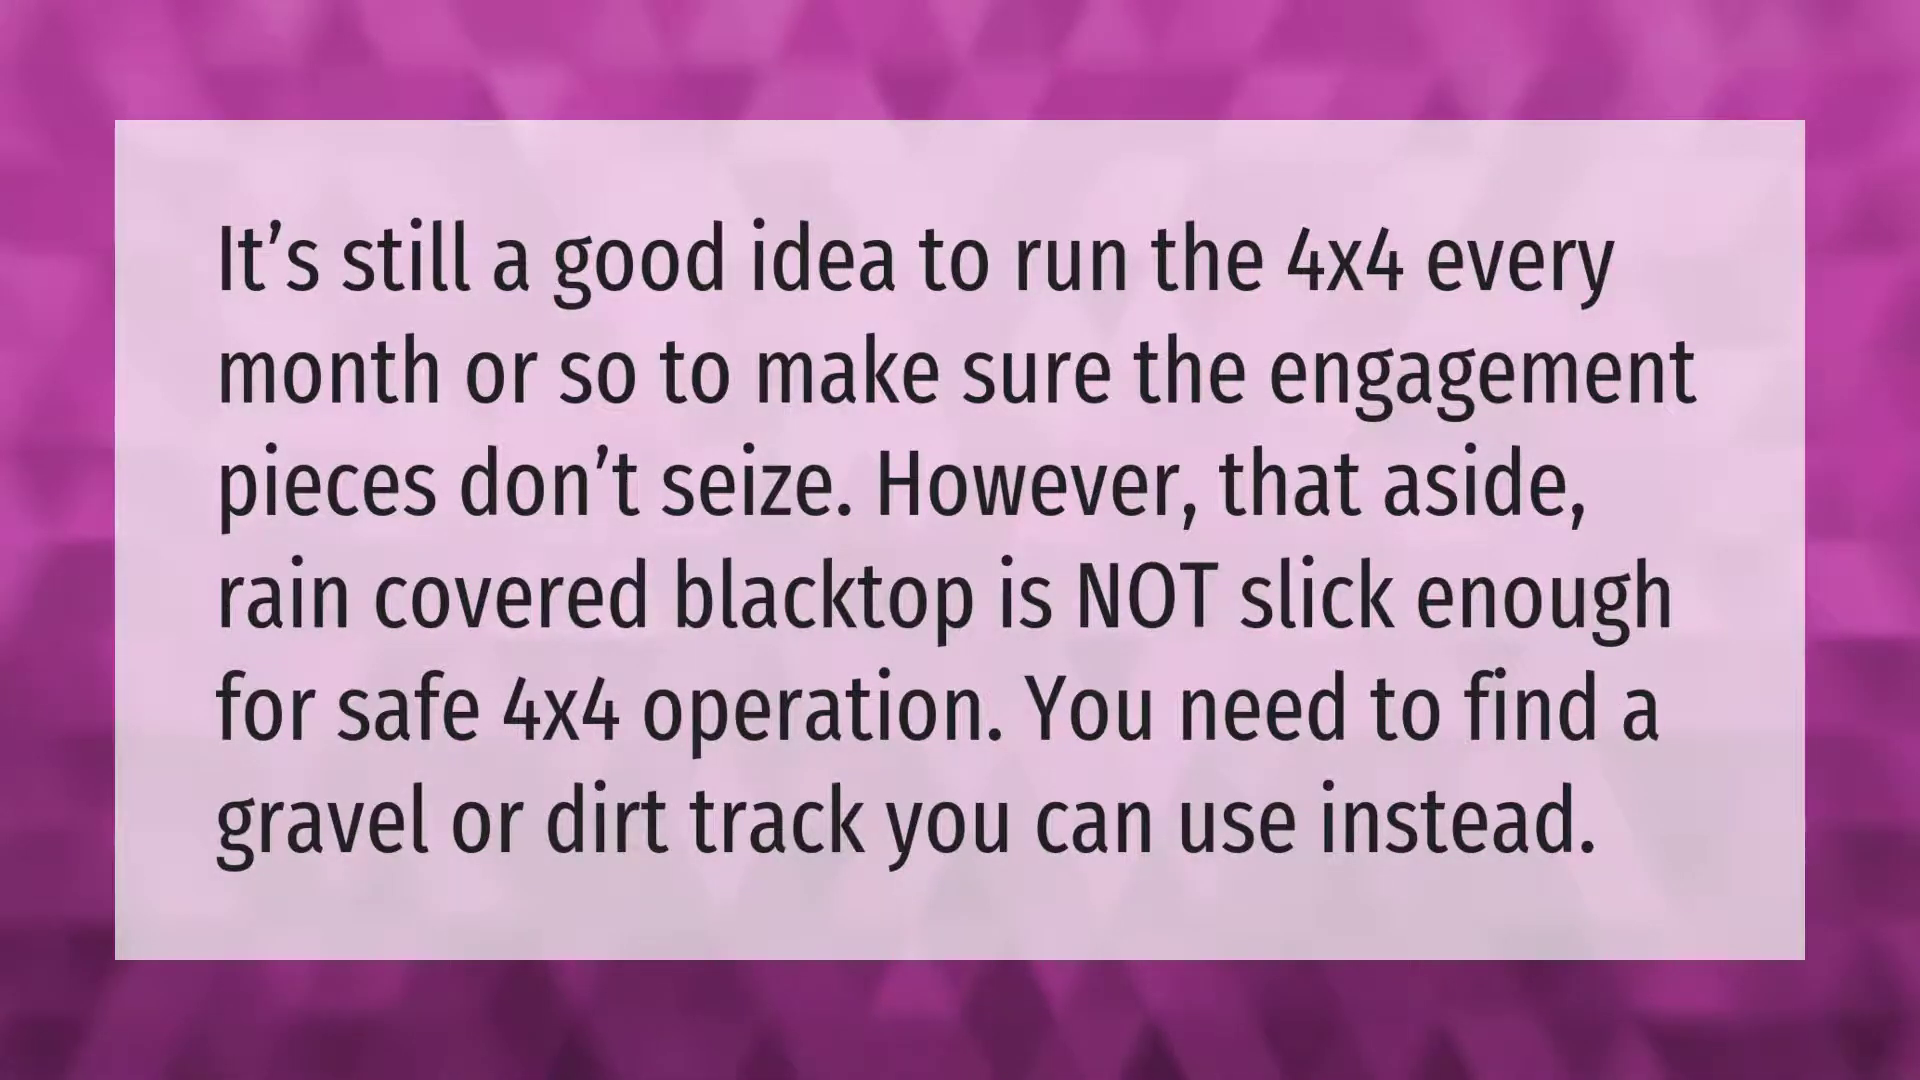 It’s still a good idea to run the 4x4 every
month or so to make sure the engagement
pieces don’t seize. However, that aside,
rain covered blacktop is NOT slick enough
for safe 4x4 operation. You need to find a
gravel or dirt track you can use instead.